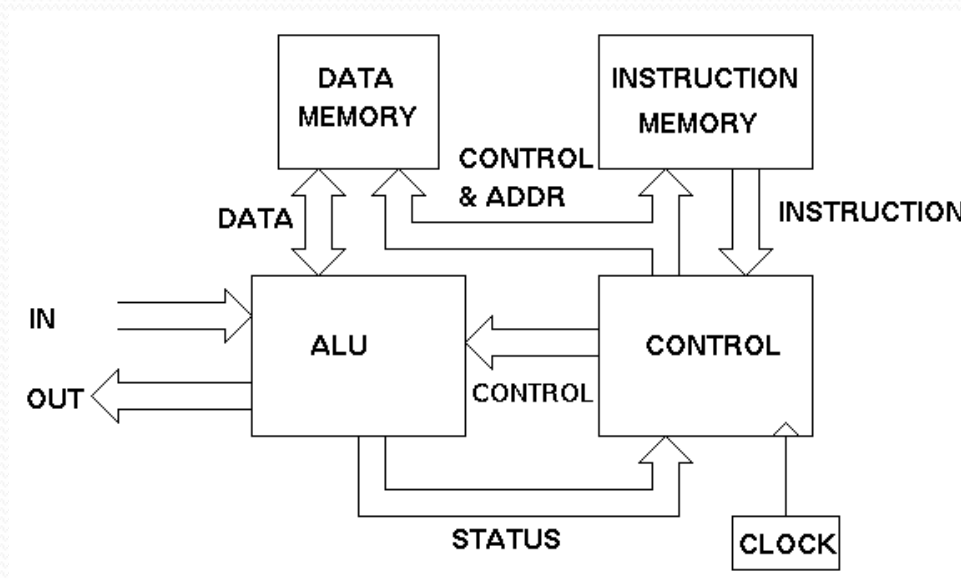 DATA
MEMORY
INSTRUCTION
MEMORY
CONTROL
& ADDR
DATA
INSTRUCTION
IN
ALU
CONTROL
OUT
CONTROL
STATUS
CLOCK